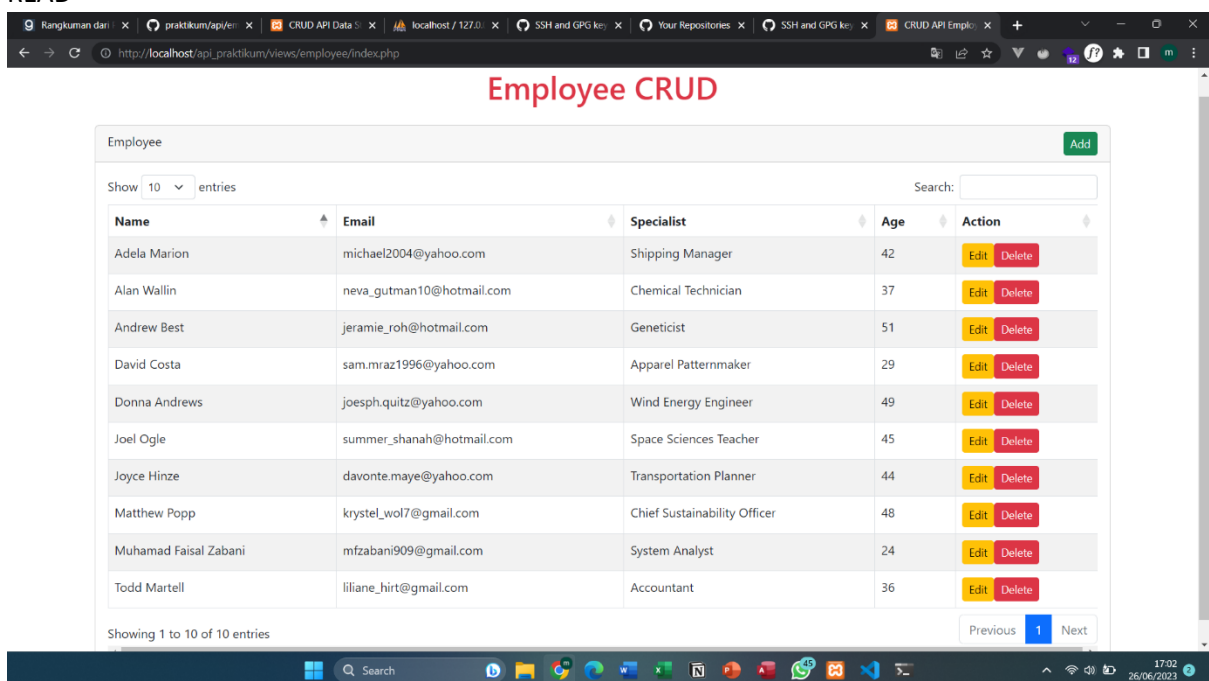 READ
Rangkuman dari praktikum/api/en CRUD API Data S localhost / 127.0. SSH and GPG key Your Repositories SSH and GPG key CRUD API Emplo
http://localhost/api_praktikum/views/employee/index.php 12 f? m
Employee CRUD
Employee Add
Show 10 entries Search:
Name Email Specialist Age Action
Adela Marion michael2004@yahoo.com Shipping Manager 42 Edit Delete
Alan Wallin neva_gutman10@hotmail.com Chemical Technician 37 Edit Delete
Andrew Best jeramie_roh@hotmail.com Geneticist 51 Edit Delete
David Costa sam.mraz1996@yahoo.com Apparel Patternmaker 29 Edit Delete
Donna Andrews joesph.quitz@yahoo.com Wind Energy Engineer 49 Edit Delete
Joel Ogle summer_shanah@hotmail.com Space Sciences Teacher 45 Edit Delete
Joyce Hinze davonte.maye@yahoo.com Transportation Planner 44 Edit Delete
Matthew Popp krystel_wol7@gmail.com Chief Sustainability Officer 48 Edit Delete
Muhamad Faisal Zabani mfzabani909@gmail.com System Analyst 24 Edit Delete
Todd Martell liliane_hirt@gmail.com Accountant 36 Edit Delete
Showing 1 to 10 of 10 entries Previous 1 Next
Search 45 17:02
26/06/2023 2